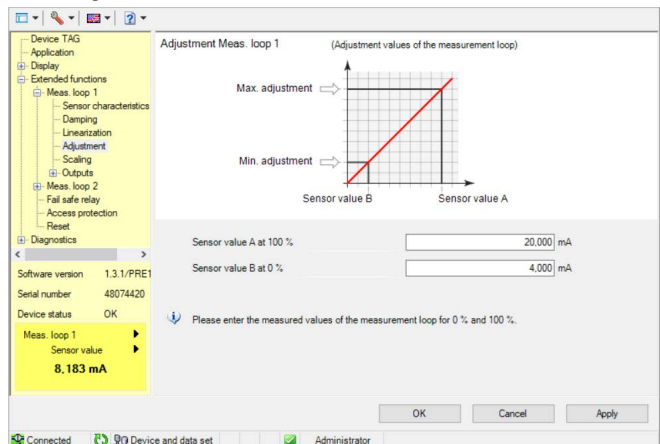 Device TAG
Application
Display
Extended functions
Meas. loop 1
Sensor characteristics
Damping
Linearization
Adjustment
Scaling
Outputs
Meas. loop 2
Fail safe relay
Access protection
Reset
Diagnostics
Software version 1.3.1/PRE1
Serial number 48074420
Device status OK
Meas. loop 1
Sensor value
8,183 mA
Adjustment Meas. loop 1 (Adjustment values of the measurement loop)
Max. adjustment
Min. adjustment
Sensor value B Sensor value A
Sensor value A at 100 % 20,000 mA
Sensor value B at 0 % 4,000 mA
Please enter the measured values of the measurement loop for 0 % and 100 %.
OK Cancel Apply
Connected Device and data set Administrator